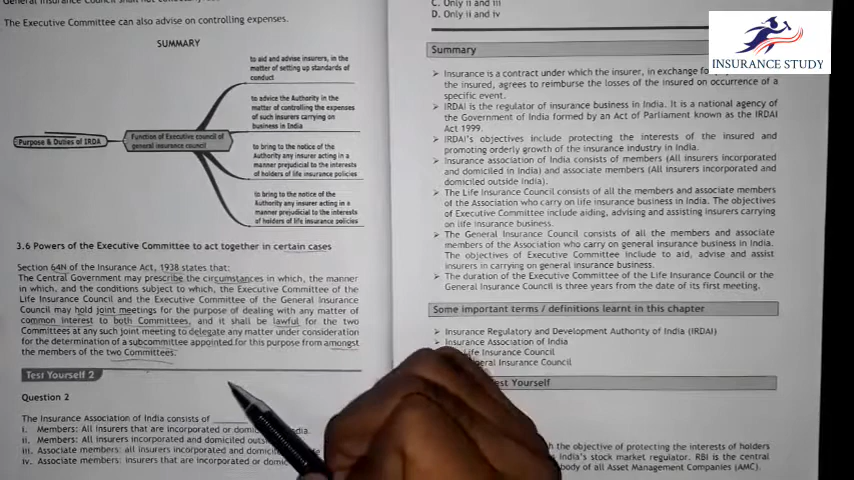 The Executive Committee can also advise on controlling expenses.
SUMMARY
Purpose & Duties of IRDA
Function of Executive council of
general insurance council
to aid and advise insurers, in the
matter of setting up standards of
conduct
to advice the Authority in the
matter of controlling the expenses
of such insurers carrying on
business in India
to bring to the notice of the
Authority any insurer acting in a
manner prejudicial to the interests
of holders of life insurance policies
to bring to the notice of the
Authority any insurer acting in a
manner prejudicial to the interests
of holders of life insurance policies
3.6 Powers of the Executive Committee to act together in certain cases
Section 64N of the Insurance Act, 1938 states that:
The Central Government may prescribe the circumstances in which, the manner
in which, and the conditions subject to which, the Executive Committee of the
Life Insurance Council and the Executive Committee of the General Insurance
Council may hold joint meetings for the purpose of dealing with any matter of
common interest to both Committees, and it shall be lawful for the two
Committees at any such joint meeting to delegate any matter under consideration
for the determination of a subcommittee appointed for this purpose from amongst
the members of the two Committees.
Test Yourself 2
Question 2
The Insurance Association of India consists of
i. Members: All insurers that are incorporated or
ii. Members: All insurers incorporated and domiciled
iii. Associate members: all insurers incorporated and
iv. Associate members: insurers that are incorporated or
C. Only ii and iii
D. Only ii and iv
INSURANCE STUDY
Summary
Insurance is a contract under which the insurer, in exchange
the insured, agrees to reimburse the losses of the insured on occurrence of a
specific event.
IRDAI is the regulator of insurance business in India. It is a national agency of
the Government of India formed by an Act of Parliament known as the IRDAI
Act 1999.
IRDAI's objectives include protecting the interests of the insured and
promoting orderly growth of the insurance industry in India.
Insurance association of India consists of members (All insurers incorporated
and domiciled in India) and associate members (All insurers incorporated and
domiciled outside India).
The Life Insurance Council consists of all the members and associate members
of the Association who carry on life insurance business in India. The objectives
of Executive Committee include aiding, advising and assisting insurers carrying
on life insurance business.
The General Insurance Council consists of all the members and associate
members of the Association who carry on general insurance business in India.
The objectives of Executive Committee include to aid, advise and assist
insurers in carrying on general insurance business.
The duration of the Executive Committee of the Life Insurance Council or the
General Insurance Council is three years from the date of its first meeting.
Some important terms / definitions learnt in this chapter
Insurance Regulatory and Development Authority of India (IRDAI)
Insurance Association of India
Life Insurance Council
Insurance Council
Test Yourself
the objective of protecting the interests of holders
India's stock market regulator. RBI is the central
body of all Asset Management Companies (AMC).